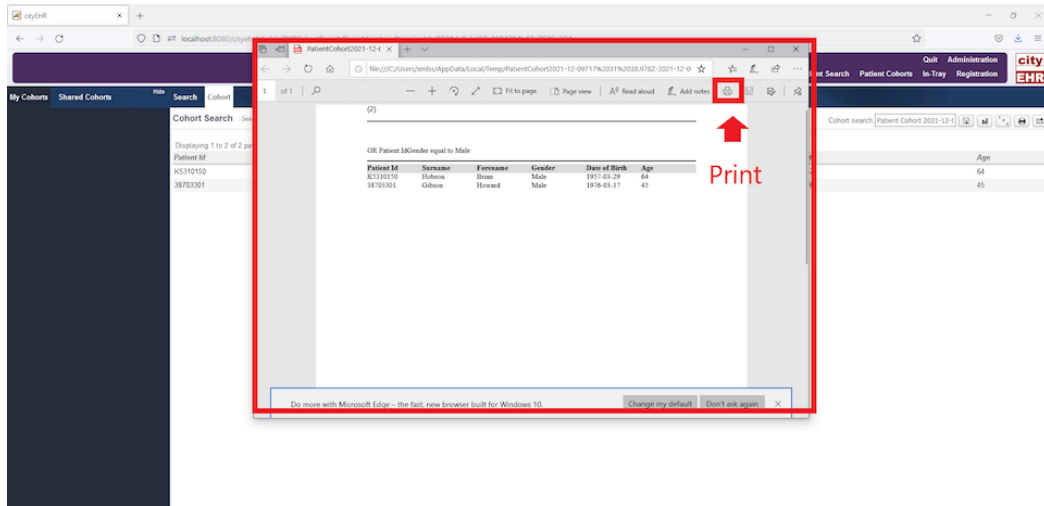 cityEHR
localhost:8080/cityehr
Quit Administration
Patient Cohorts In-Tray Registration
city
EHR
My Cohorts Shared Cohorts Hide Search Cohort
PatientCohort2021-12-0
file:///C:/Users/xmlss/AppData/Local/Temp/PatientCohort2021-12-09T17%2031%2038.978Z-2021-12-0
1 of 1 Fit to page Page view Read aloud Add notes
Cohort Search
Cohort search Patient Cohort 2021-12-(
Displaying 1 to 2 of 2 pa
Patient Id
Age
K5310150
64
38703301
45
(2)
OR Patient IdGender equal to Male
Patient Id Surname Forename Gender Date of Birth Age
K5310150 Hobson Brian Male 1957-03-29 64
38703301 Gibson Howard Male 1976-03-17 45
Print
Do more with Microsoft Edge – the fast, new browser built for Windows 10. Change my default Don't ask again